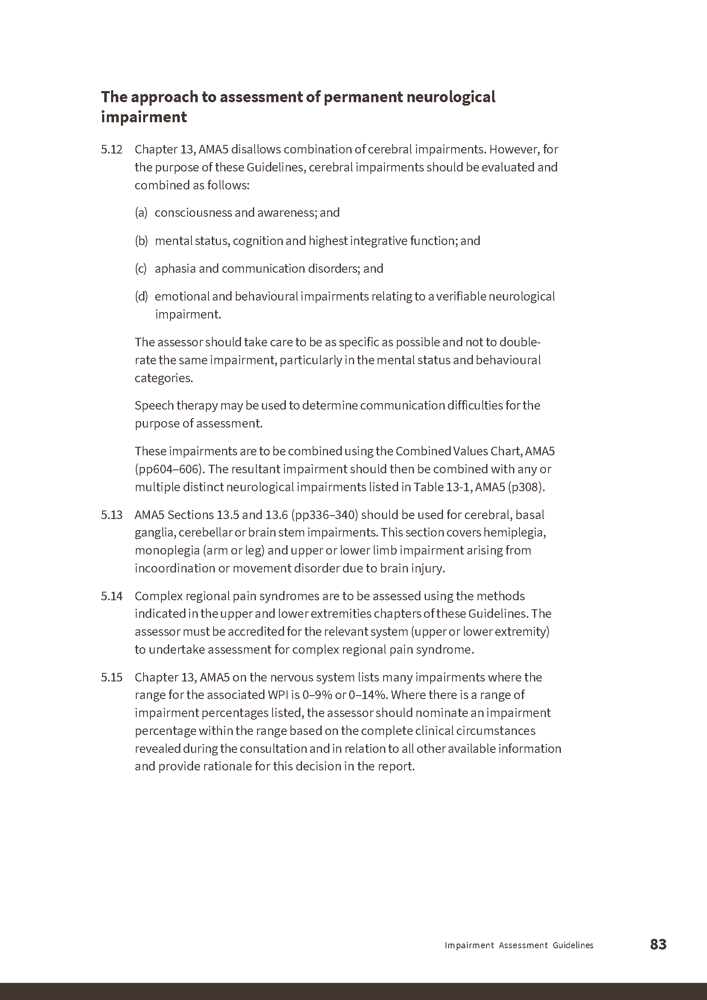 The approach to assessment of permanent neurological
impairment
5.12 Chapter 13, AMA5 disallows combination of cerebral impairments. However, for
the purpose of these Guidelines, cerebral impairments should be evaluated and
combined as follows:
(a) consciousness and awareness; and
(b) mental status, cognition and highest integrative function; and
(c) aphasia and communication disorders; and
(d) emotional and behavioural impairments relating to a verifiable neurological
impairment.
The assessor should take care to be as specific as possible and not to double-
rate the same impairment, particularly in the mental status and behavioural
categories.
Speech therapy may be used to determine communication difficulties for the
purpose of assessment.
These impairments are to be combined using the Combined Values Chart, AMA5
(pp604–606). The resultant impairment should then be combined with any or
multiple distinct neurological impairments listed in Table 13-1, AMA5 (p308).
5.13 AMA5 Sections 13.5 and 13.6 (pp336–340) should be used for cerebral, basal
ganglia, cerebellar or brain stem impairments. This section covers hemiplegia,
monoplegia (arm or leg) and upper or lower limb impairment arising from
incoordination or movement disorder due to brain injury.
5.14 Complex regional pain syndromes are to be assessed using the methods
indicated in the upper and lower extremities chapters of these Guidelines. The
assessor must be accredited for the relevant system (upper or lower extremity)
to undertake assessment for complex regional pain syndrome.
5.15 Chapter 13, AMA5 on the nervous system lists many impairments where the
range for the associated WPI is 0–9% or 0–14%. Where there is a range of
impairment percentages listed, the assessor should nominate an impairment
percentage within the range based on the complete clinical circumstances
revealed during the consultation and in relation to all other available information
and provide rationale for this decision in the report.
Impairment Assessment Guidelines 83